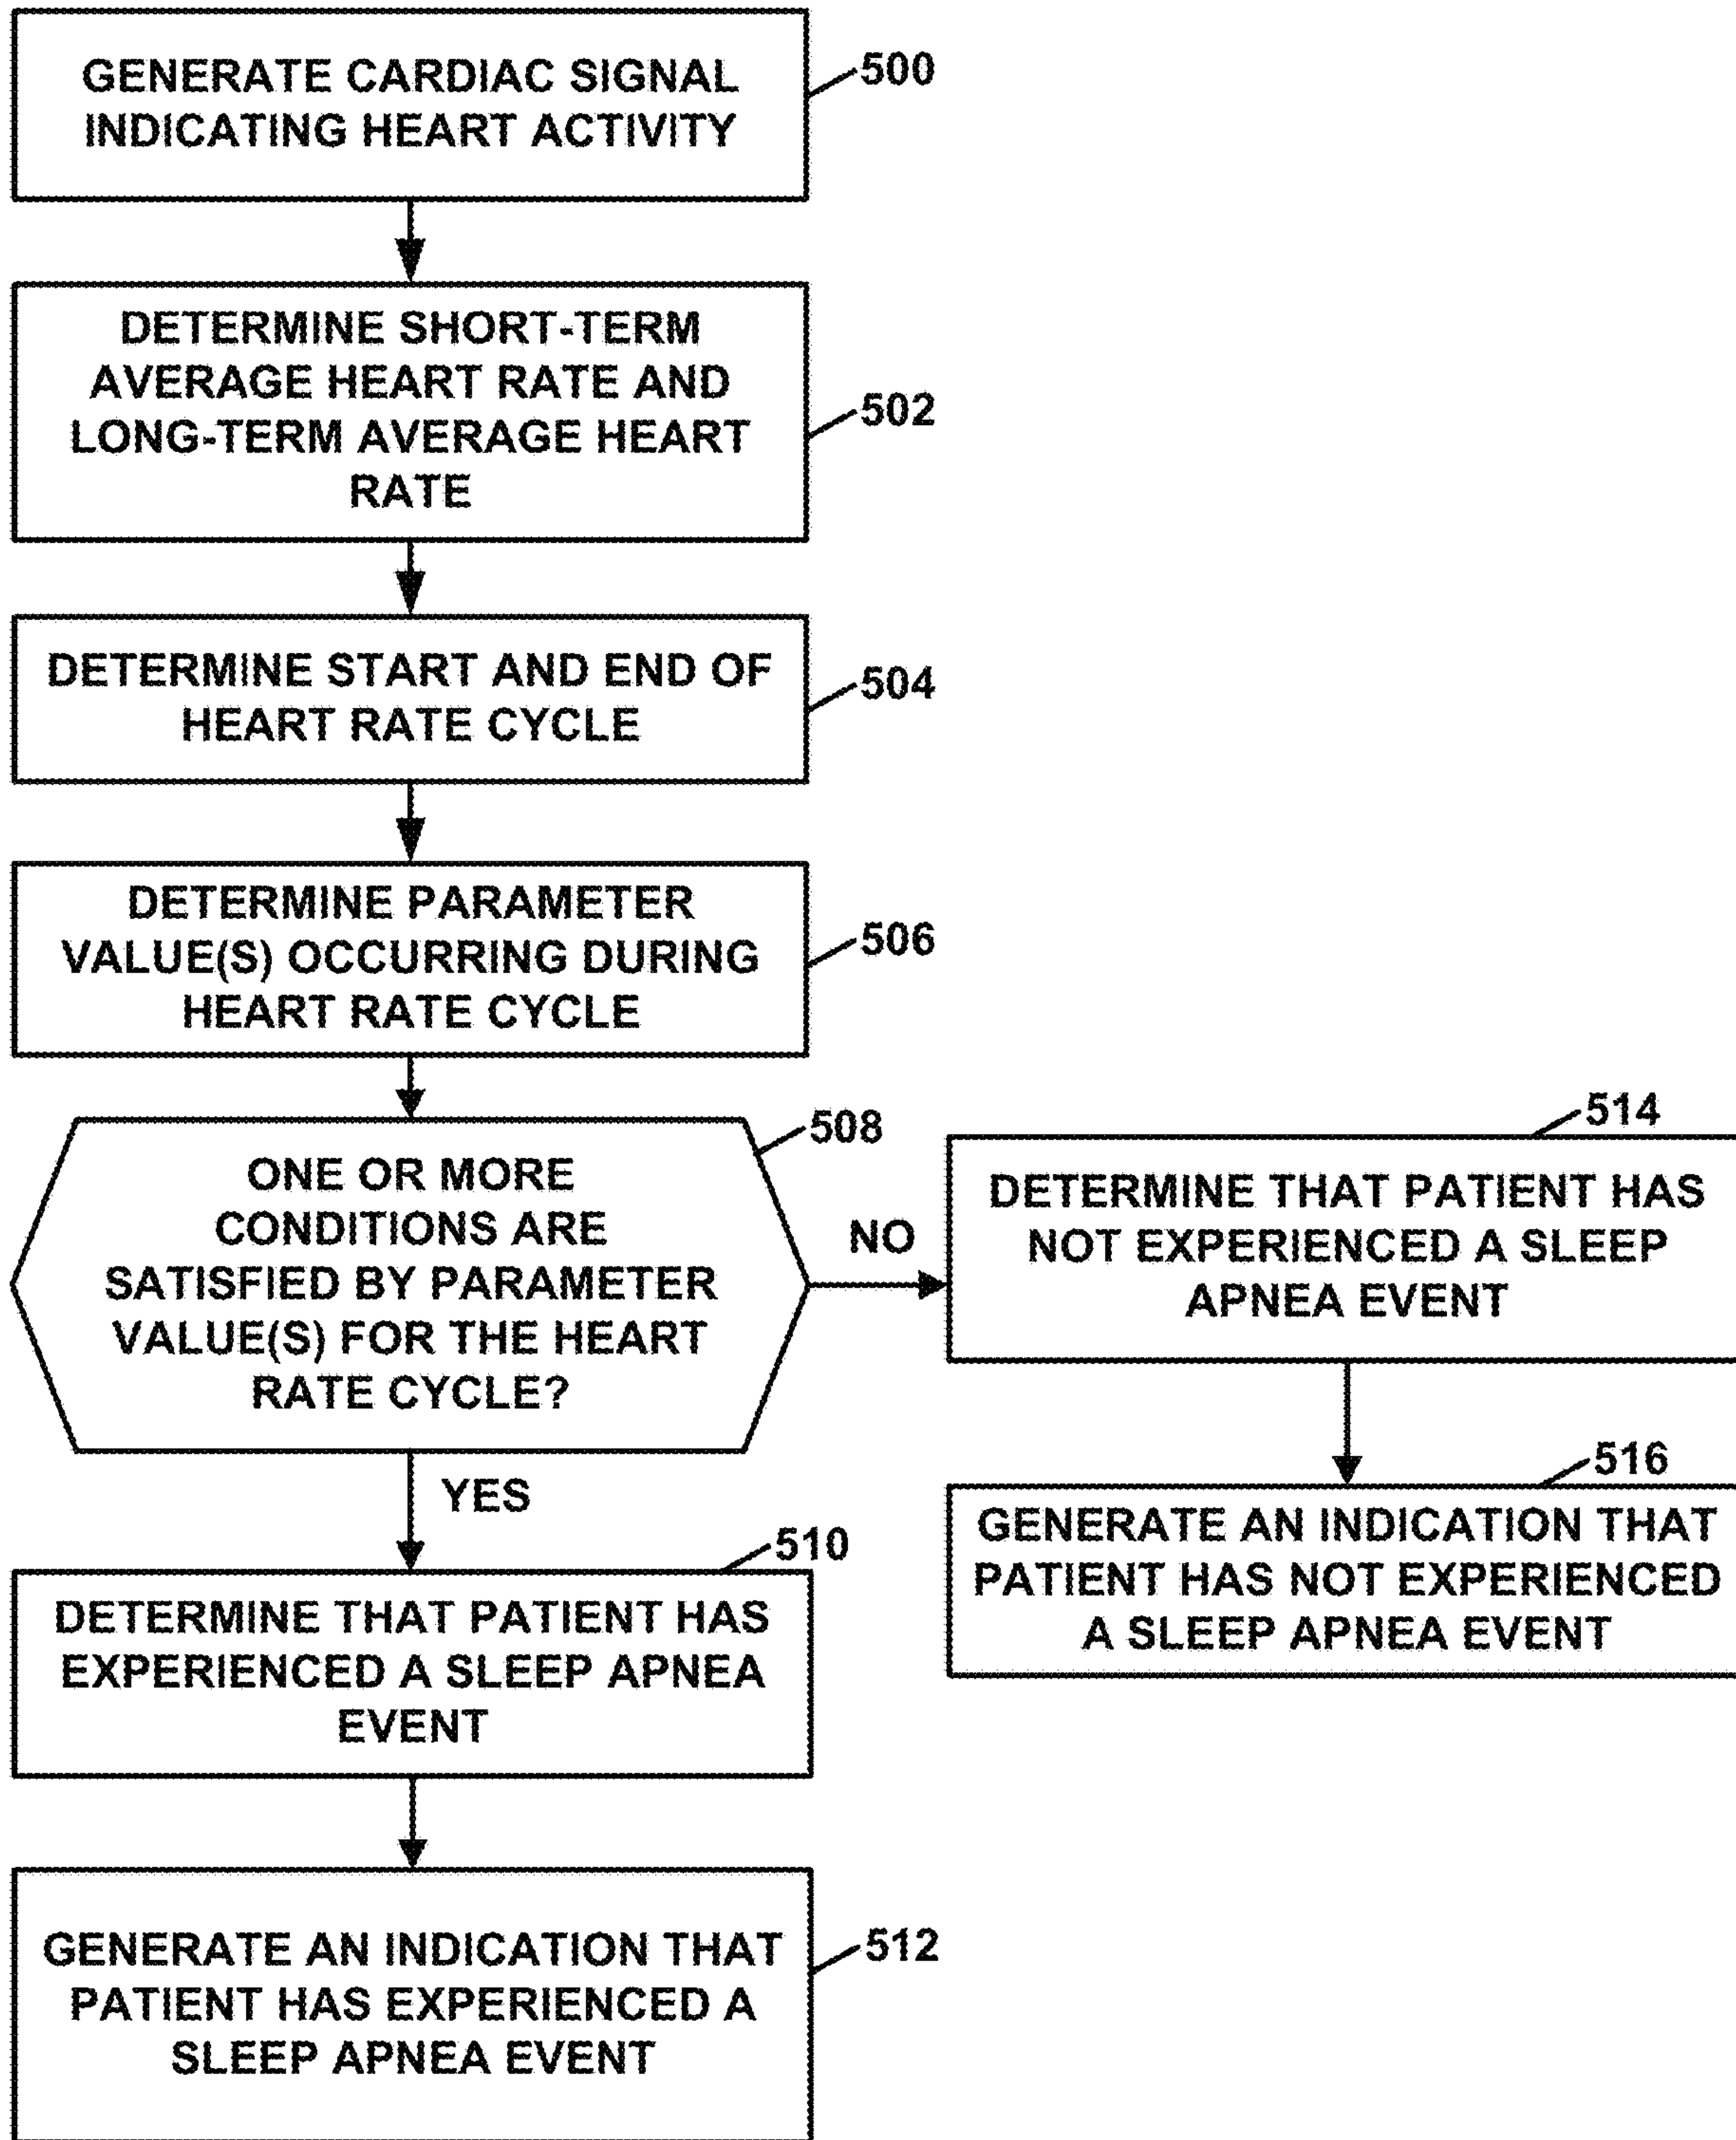 GENERATE CARDIAC SIGNAL
INDICATING HEART ACTIVITY
500
DETERMINE SHORT-TERM
AVERAGE HEART RATE AND
LONG-TERM AVERAGE HEART
RATE
502
DETERMINE START AND END OF
HEART RATE CYCLE
504
DETERMINE PARAMETER
VALUE(S) OCCURRING DURING
HEART RATE CYCLE
506
ONE OR MORE
CONDITIONS ARE
SATISFIED BY PARAMETER
VALUE(S) FOR THE HEART
RATE CYCLE?
508
NO
514
DETERMINE THAT PATIENT HAS
NOT EXPERIENCED A SLEEP
APNEA EVENT
516
GENERATE AN INDICATION THAT
PATIENT HAS NOT EXPERIENCED
A SLEEP APNEA EVENT
YES
510
DETERMINE THAT PATIENT HAS
EXPERIENCED A SLEEP APNEA
EVENT
GENERATE AN INDICATION THAT
PATIENT HAS EXPERIENCED A
SLEEP APNEA EVENT
512